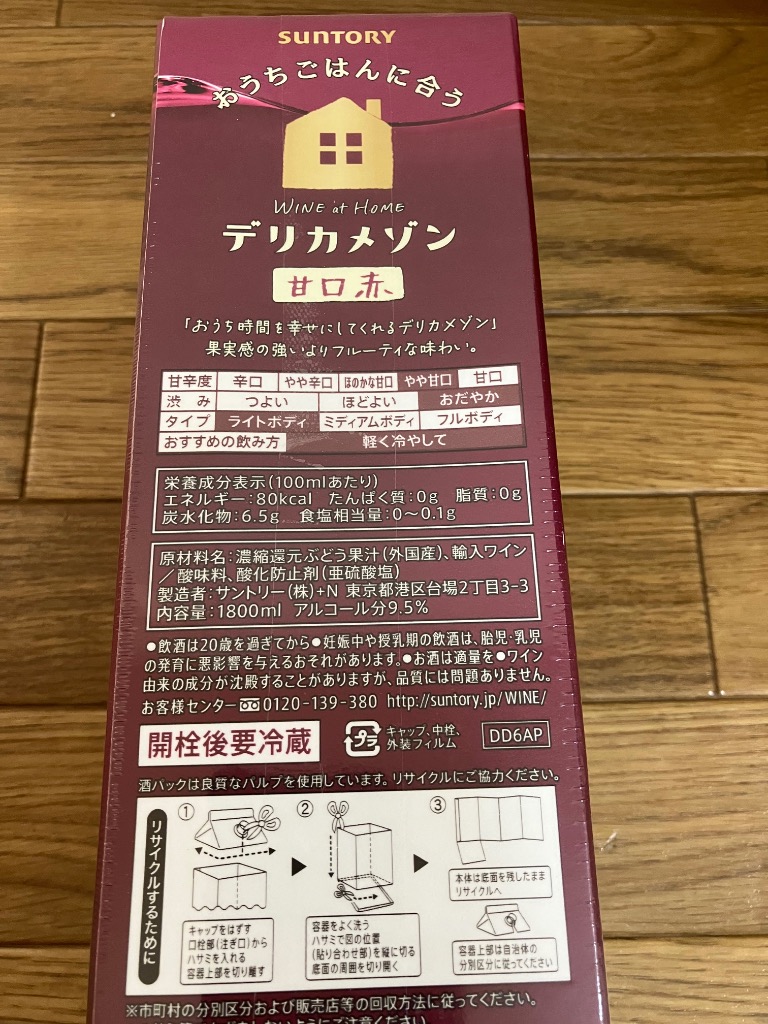 SUNTORY
おうちごはんに合う
WINE at HOME
デリカメゾン
甘口赤
「おうち時間を幸せにしてくれるデリカメゾン」
果実感の強いよりフルーティな味わい。
甘辛度 辛口 やや辛口 ほのかな甘口 やや甘口 甘口
渋み つよい ほどよい おだやか
タイプ ライトボディ ミディアムボディ フルボディ
おすすめの飲み方 軽く冷やして
栄養成分表示(100mlあたり)
エネルギー:80kcal たんぱく質:0g 脂質:0g
炭水化物:6.5g 食塩相当量:0~0.1g
原材料名:濃縮還元ぶどう果汁(外国産)、輸入ワイン
/酸味料、酸化防止剤(亜硫酸塩)
製造者:サントリー(株)+N 東京都港区台場2丁目3-3
内容量:1800ml アルコール分9.5%
●飲酒は20歳を過ぎてから●妊娠中や授乳期の飲酒は、胎児・乳児
の発育に悪影響を与えるおそれがあります。●お酒は適量を●ワイン
由来の成分が沈殿することがありますが、品質には問題ありません。
お客様センター 0120-139-380 http://suntory.jp/WINE/
開栓後要冷蔵
プラ
キャップ、中栓、
外装フィルム
DD6AP
酒パックは良質なパルプを使用しています。リサイクルにご協力ください。
リサイクルするために
①
キャップをはずす
口栓部(注ぎ口)から
ハサミを入れる
容器上部を切り離す
②
容器をよく洗う
ハサミで図の位置
(貼り合わせ部)を縦に切る
底面の周囲を切り開く
③
本体は底面を残したまま
リサイクルへ
容器上部は自治体の
分別区分に従ってください
※市町村の分別区分および販売店等の回収方法に従ってください。